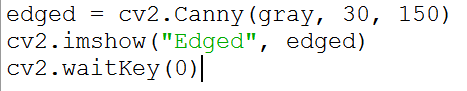 edged = cv2.Canny(gray, 30, 150)
cv2.imshow("Edged", edged)
cv2.waitKey(0)